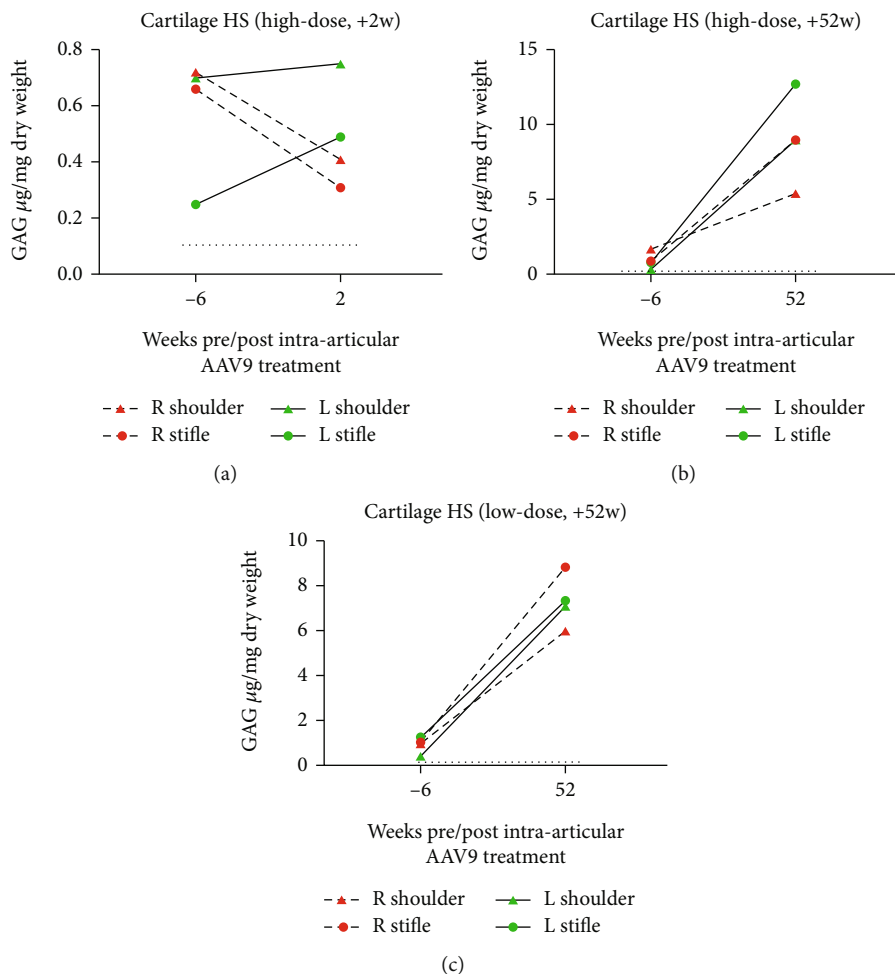 Cartilage HS (high-dose, +2w)
GAG μg/mg dry weight
0.8
0.6
0.4
0.2
0.0
−6
2
Weeks pre/post intra-articular
AAV9 treatment
R shoulder
L shoulder
R stifle
L stifle
(a)
Cartilage HS (high-dose, +52w)
GAG μg/mg dry weight
15
10
5
0
−6
52
Weeks pre/post intra-articular
AAV9 treatment
R shoulder
L shoulder
R stifle
L stifle
(b)
Cartilage HS (low-dose, +52w)
GAG μg/mg dry weight
10
8
6
4
2
0
−6
52
Weeks pre/post intra-articular
AAV9 treatment
R shoulder
L shoulder
R stifle
L stifle
(c)